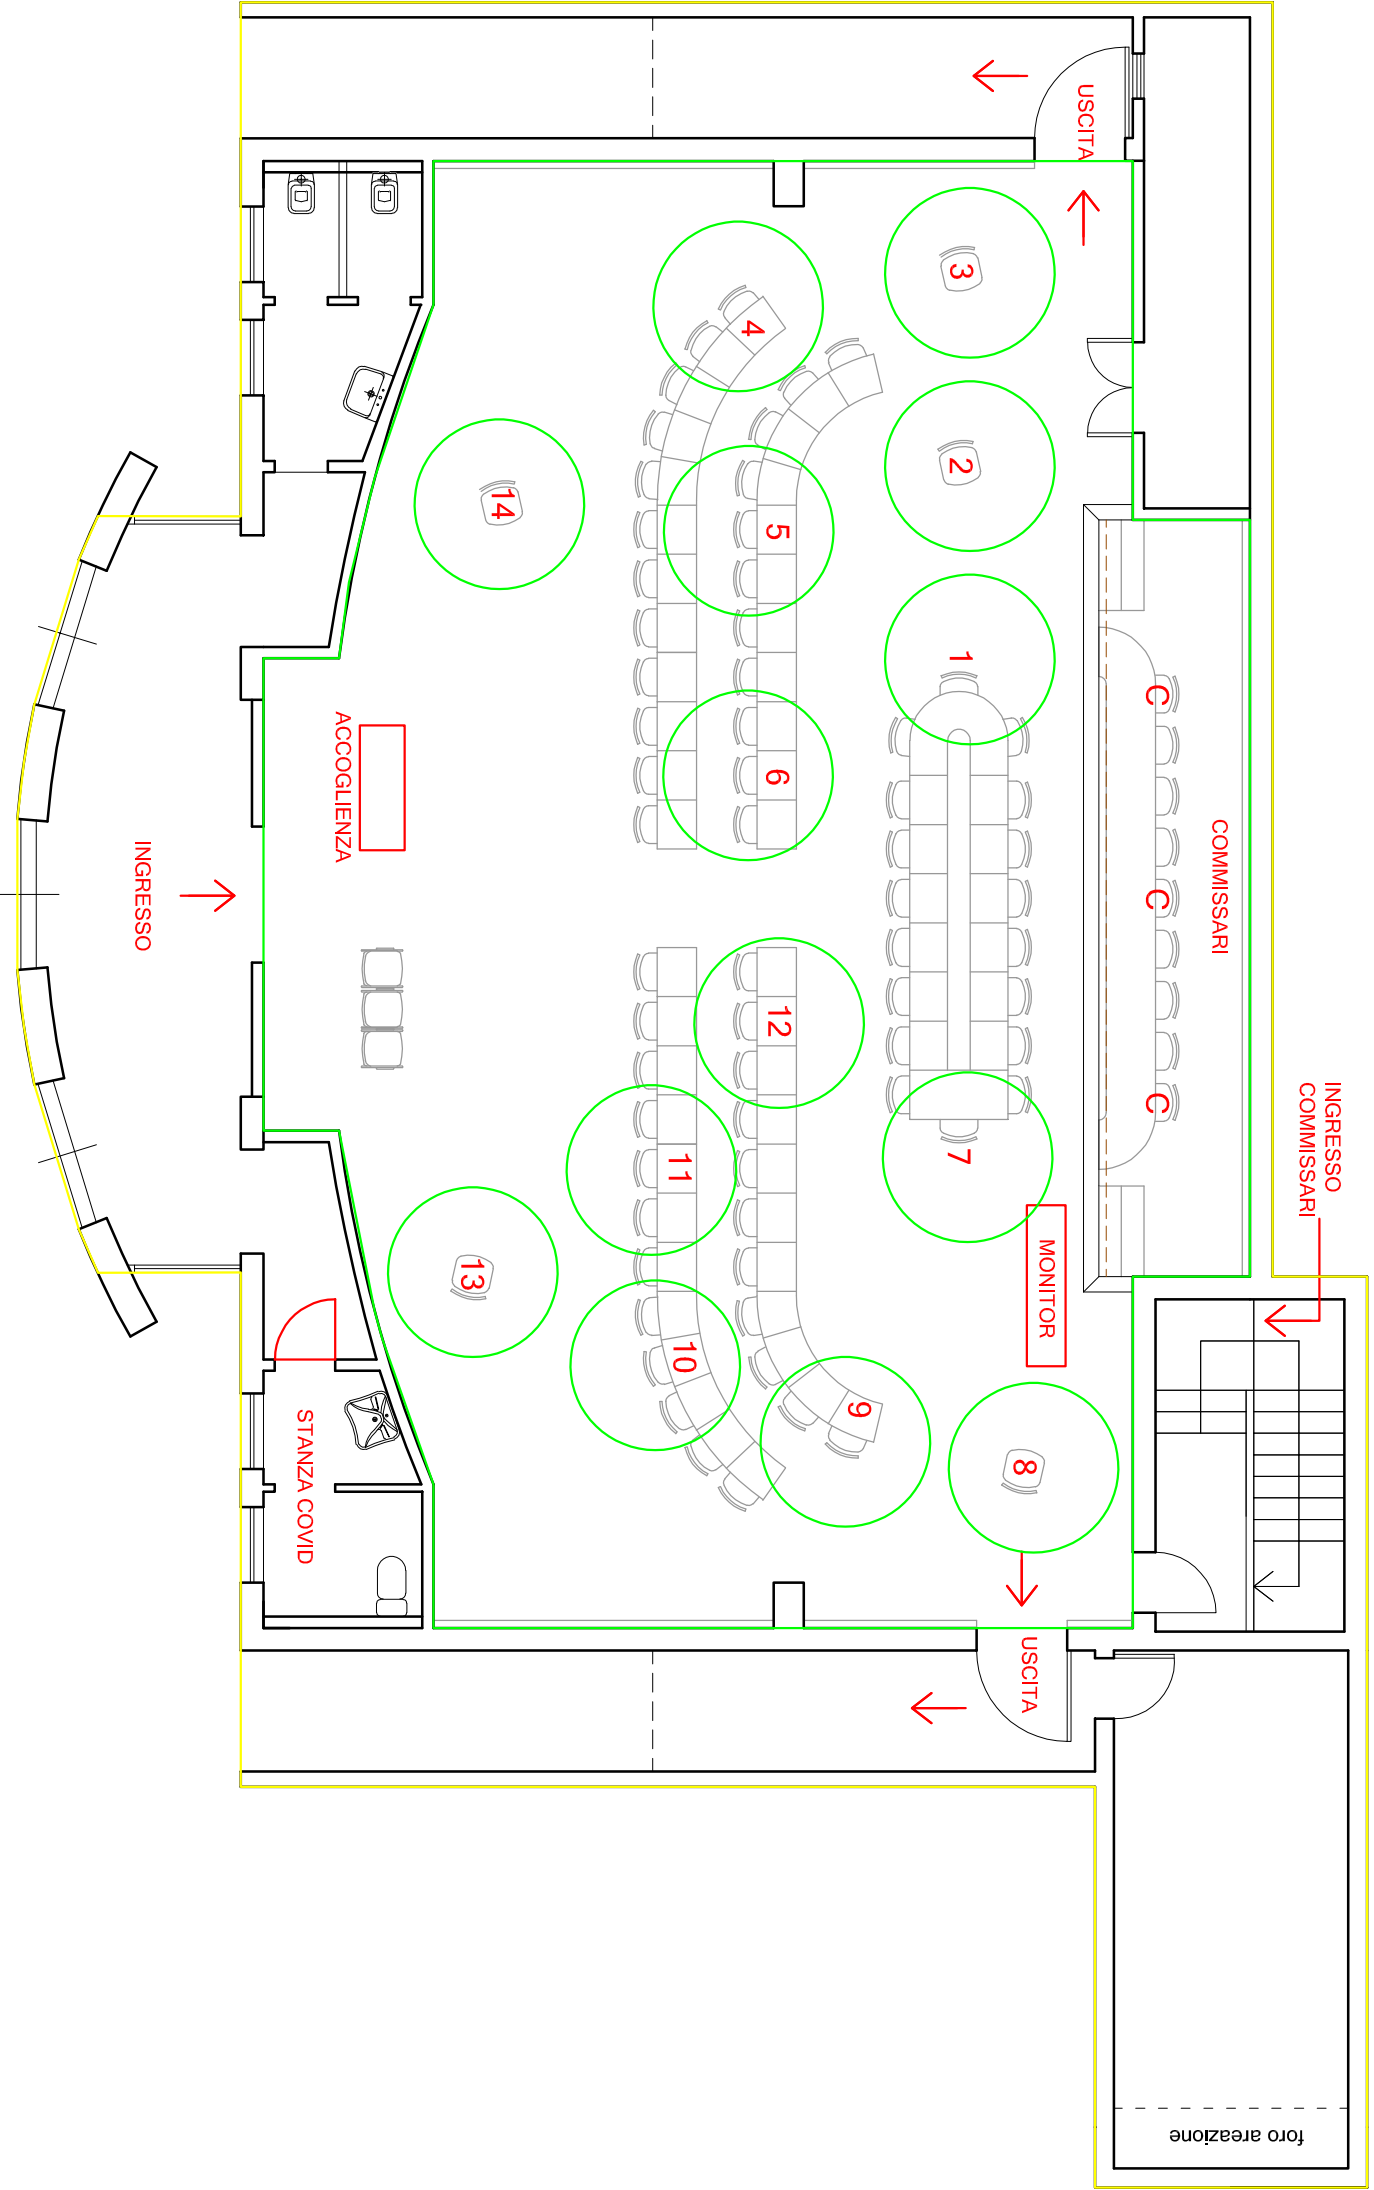 USCITA
3
4
2
14
5
1
C
ACCOGLIENZA
6
COMMISSARI
INGRESSO
C
12
INGRESSO
COMMISSARI
C
11
7
13
MONITOR
10
9
8
STANZA COVID
USCITA
foro areazione